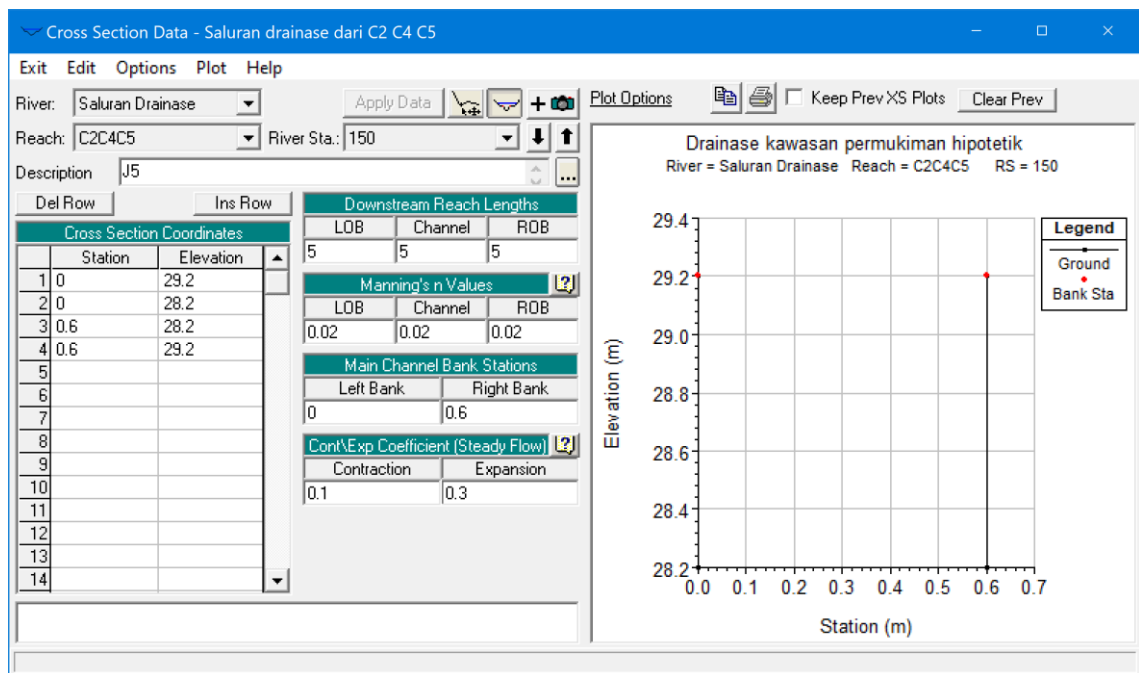 Cross Section Data - Saluran drainase dari C2 C4 C5
Exit Edit Options Plot Help
River: Saluran Drainase Apply Data
Reach: C2C4C5 River Sta.: 150
Description J5 ...
Del Row Ins Row
Cross Section Coordinates
Station Elevation
1 0 29.2
2 0 28.2
3 0.6 28.2
4 0.6 29.2
5
6
7
8
9
10
11
12
13
14
Downstream Reach Lengths
LOB Channel ROB
5 5 5
Manning's n Values
LOB Channel ROB
0.02 0.02 0.02
Main Channel Bank Stations
Left Bank Right Bank
0 0.6
Cont\Exp Coefficient (Steady Flow)
Contraction Expansion
0.1 0.3
Plot Options Keep Prev XS Plots Clear Prev
Drainase kawasan permukiman hipotetik
River = Saluran Drainase Reach = C2C4C5 RS = 150
29.4
29.2
29.0
28.8
28.6
28.4
28.2
Elevation (m)
0.0 0.1 0.2 0.3 0.4 0.5 0.6 0.7
Station (m)
Legend
Ground
Bank Sta